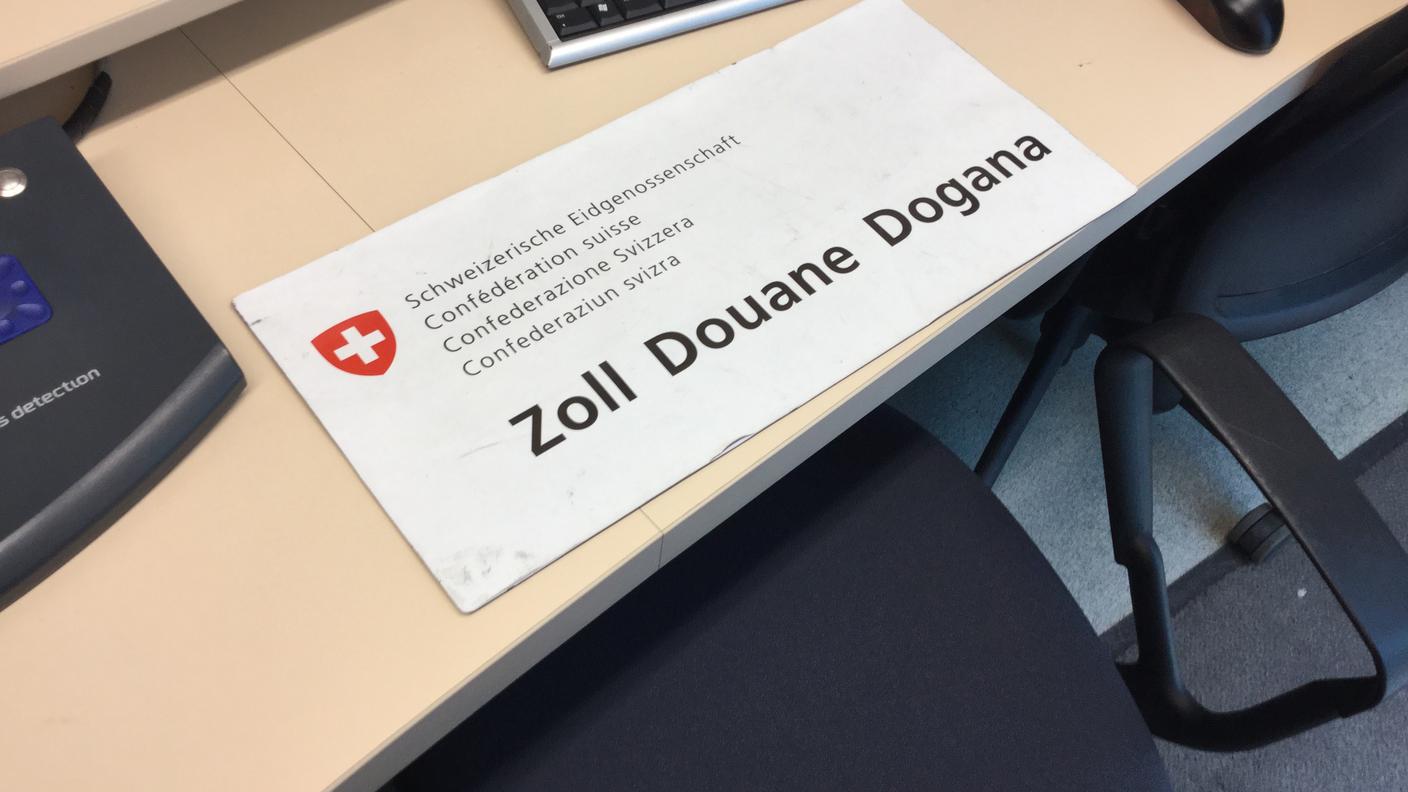 Schweizerische Eidgenossenschaft
Confédération suisse
Confederazione Svizzera
Confederaziun svizra
Zoll Douane Dogana
detection